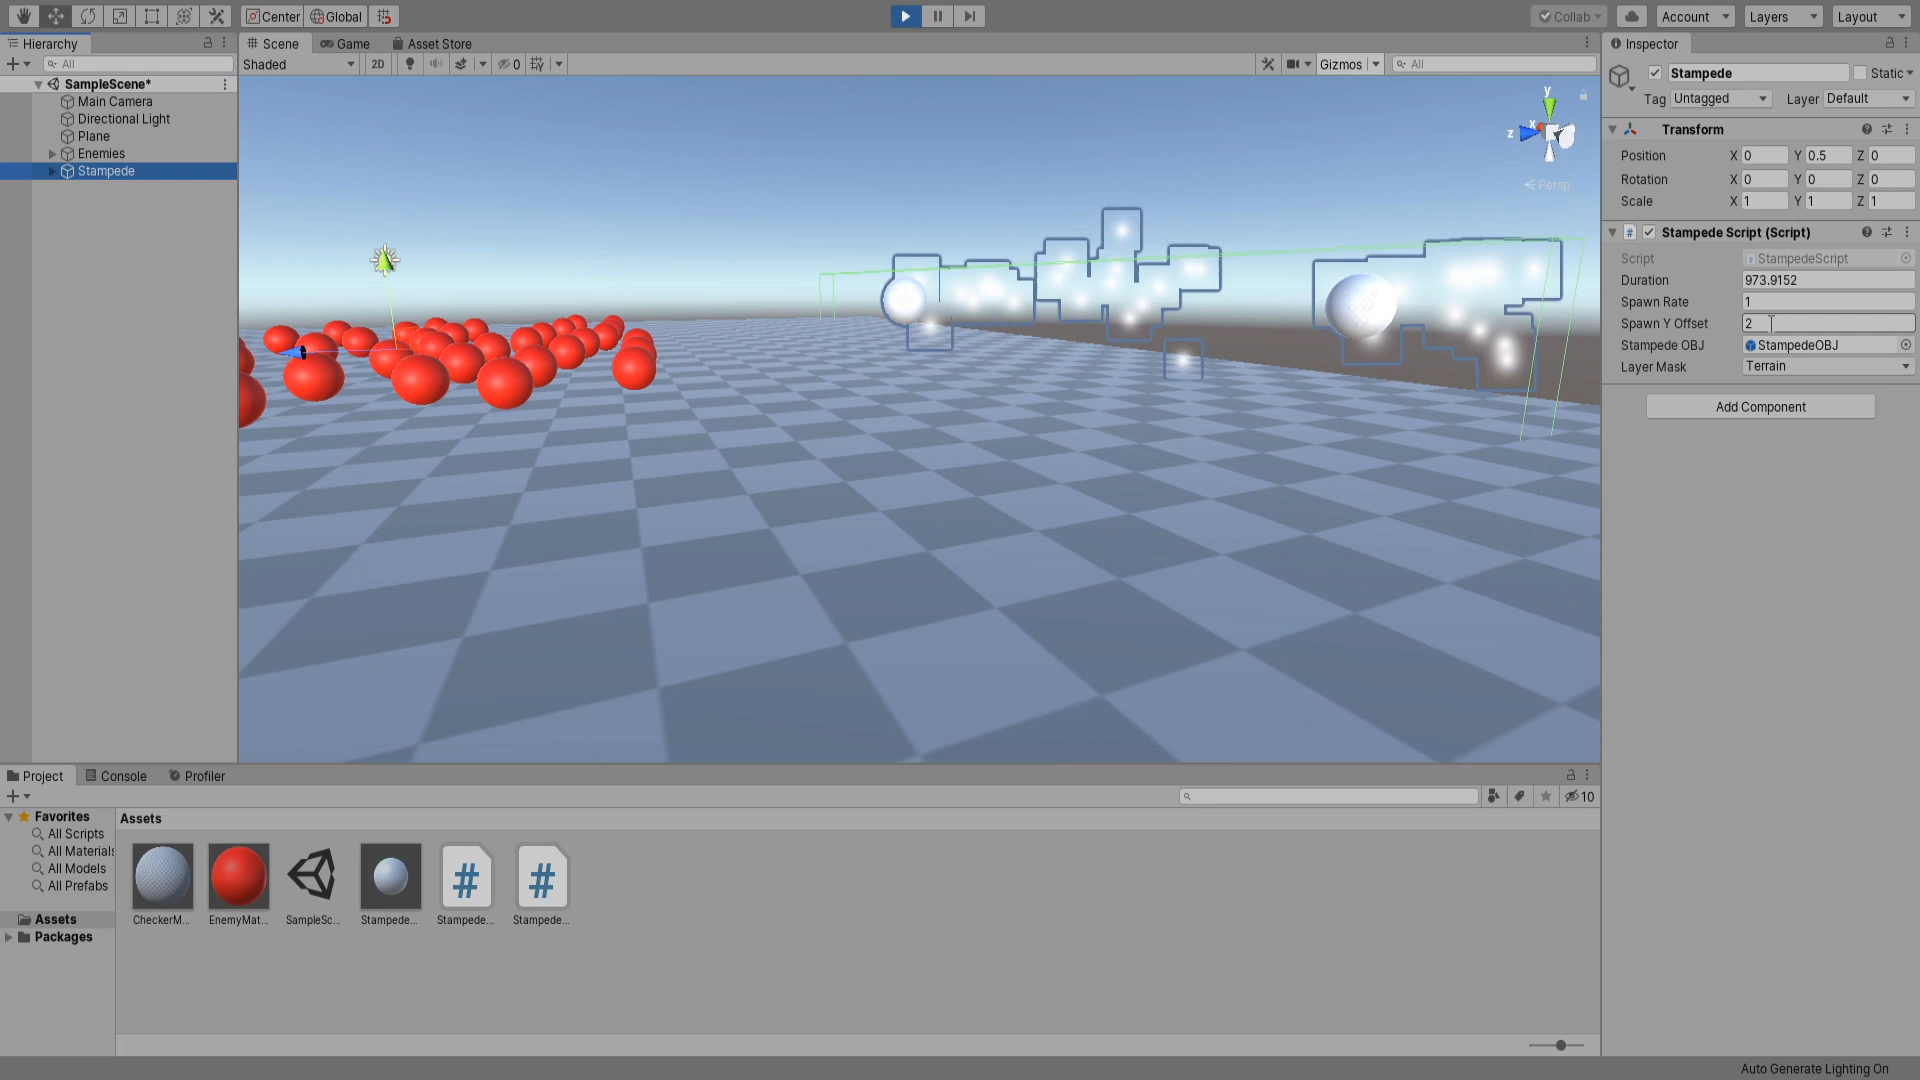 Center
Global
Collab
Account
Layers
Layout
Hierarchy
All
SampleScene*
Main Camera
Directional Light
Plane
Enemies
Stampede
Scene
Game
Asset Store
Shaded
2D
0
Gizmos
All
y
x
z
Persp
Inspector
Stampede
Static
Tag Untagged Layer Default
Transform
Position X 0 Y 0.5 Z 0
Rotation X 0 Y 0 Z 0
Scale X 1 Y 1 Z 1
# Stampede Script (Script)
Script StampedeScript
Duration 973.9152
Spawn Rate 1
Spawn Y Offset 2
Stampede OBJ StampedeOBJ
Layer Mask Terrain
Add Component
Project
Console
Profiler
10
Favorites
All Scripts
All Materials
All Models
All Prefabs
Assets
Packages
Assets
CheckerM...
EnemyMat...
SampleSc...
Stampede...
#
Stampede...
#
Stampede...
Auto Generate Lighting On